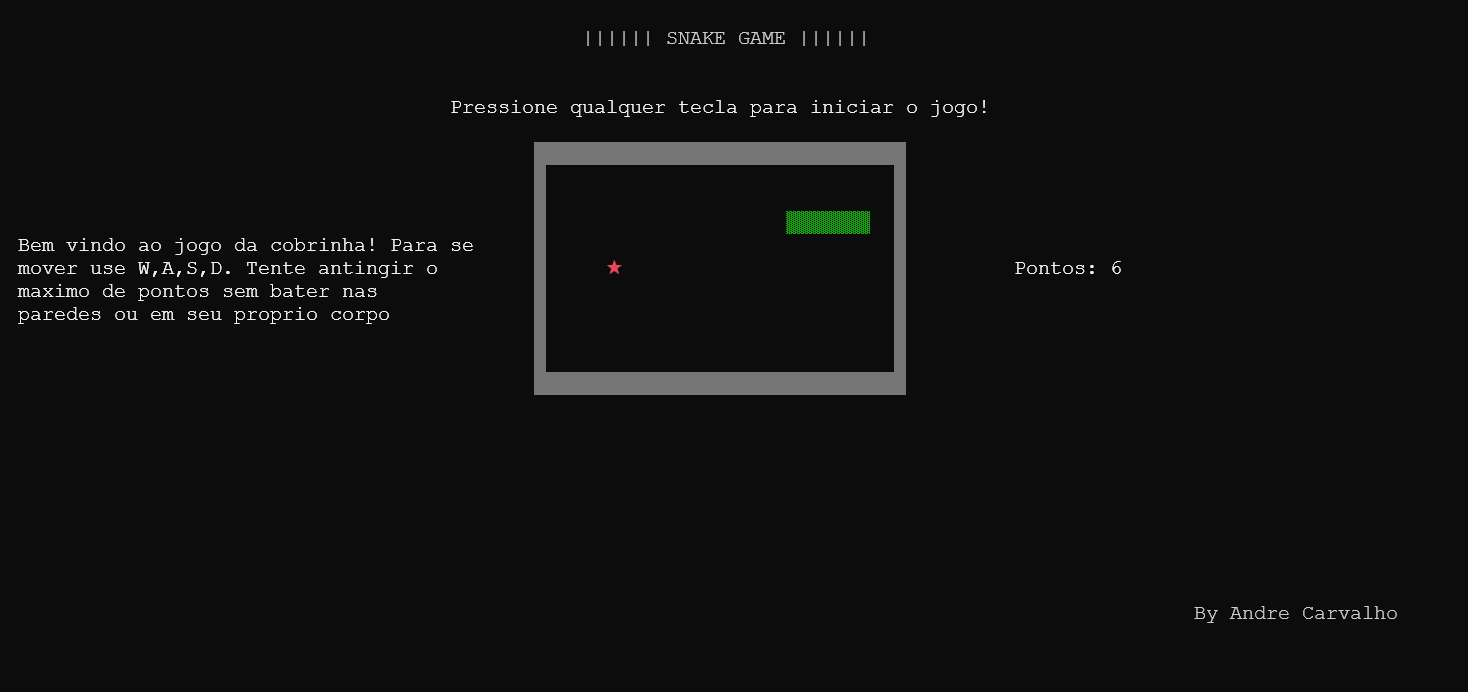 |||||| SNAKE GAME ||||||
Pressione qualquer tecla para iniciar o jogo!
Bem vindo ao jogo da cobrinha! Para se
mover use W,A,S,D. Tente antingir o
maximo de pontos sem bater nas
paredes ou em seu proprio corpo
Pontos: 6
By Andre Carvalho